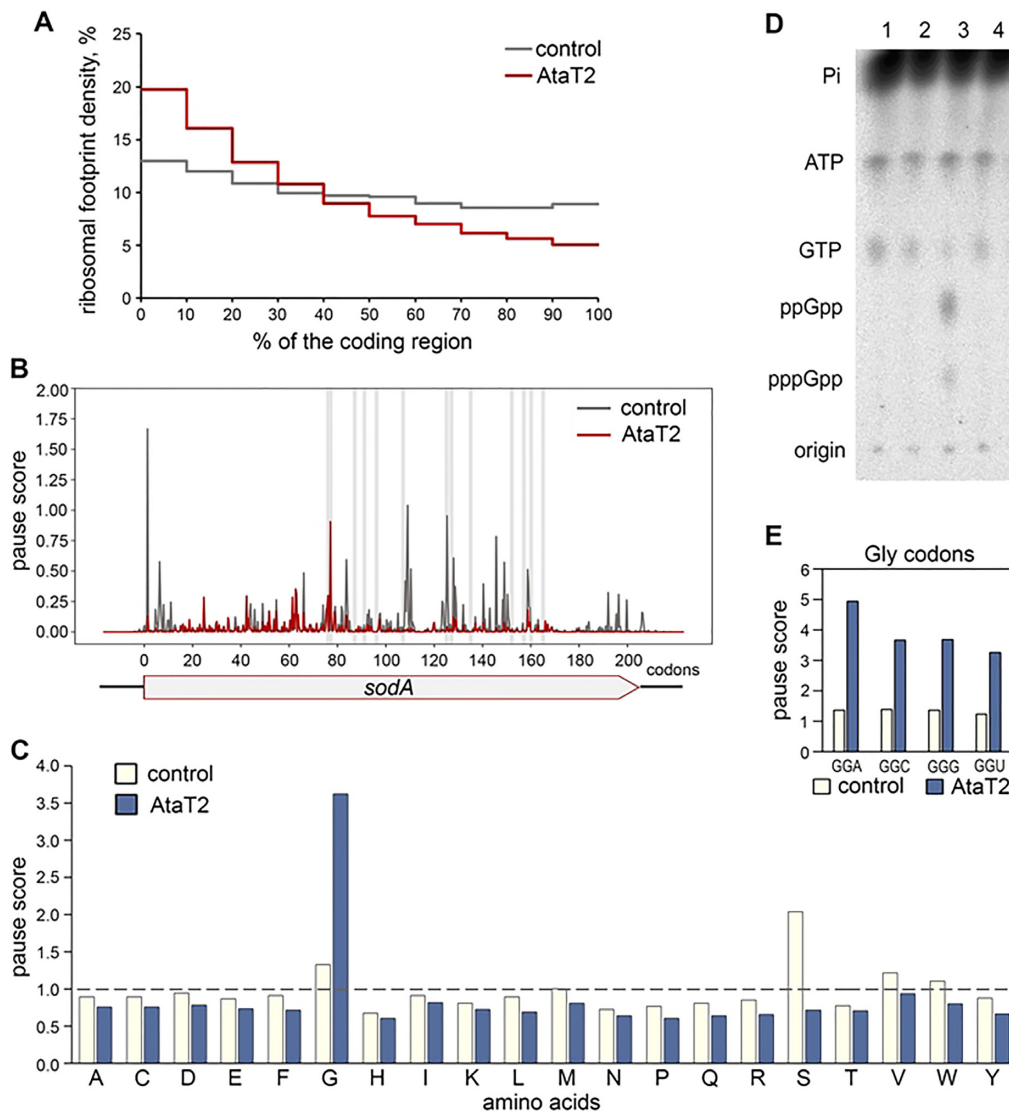 A
ribosomal footprint density, %
25
20
15
10
5
0
control
AtaT2
0 10 20 30 40 50 60 70 80 90 100
% of the coding region
B
pause score
2.00
1.75
1.50
1.25
1.00
0.75
0.50
0.25
0.00
control
AtaT2
0 20 40 60 80 100 120 140 160 180 200 codons
sodA
C
pause score
4.0
3.5
3.0
2.5
2.0
1.5
1.0
0.5
0.0
control
AtaT2
A C D E F G H I K L M N P Q R S T V W Y
amino acids
D
1 2 3 4
Pi
ATP
GTP
ppGpp
pppGpp
origin
E
Gly codons
pause score
6
5
4
3
2
1
0
GGA GGC GGG GGU
control AtaT2